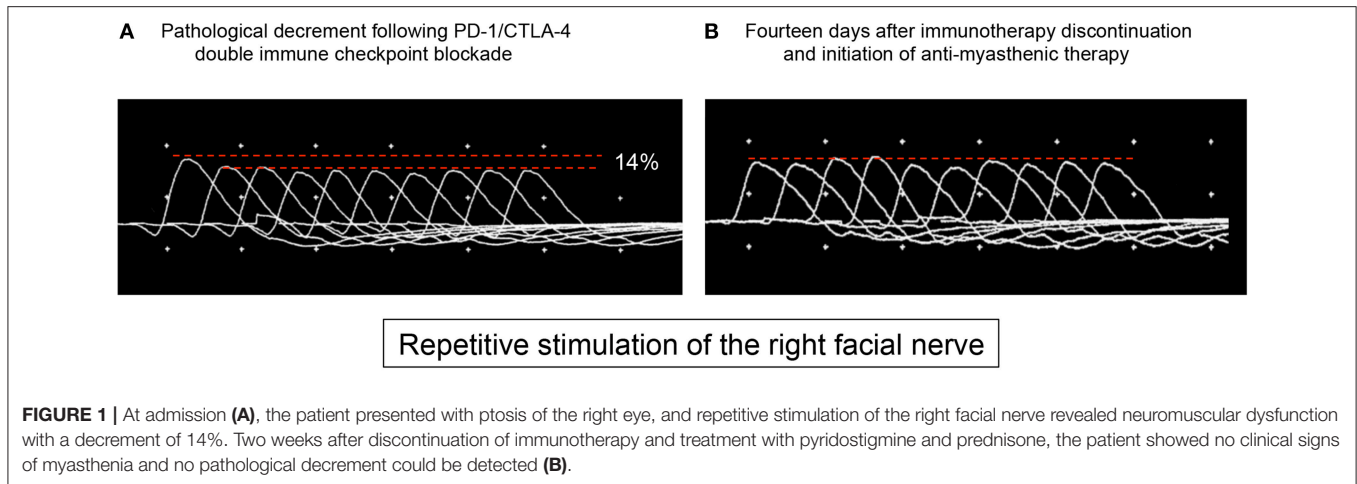 A Pathological decrement following PD-1/CTLA-4
double immune checkpoint blockade
B Fourteen days after immunotherapy discontinuation
and initiation of anti-myasthenic therapy
14%
Repetitive stimulation of the right facial nerve
FIGURE 1 | At admission (A), the patient presented with ptosis of the right eye, and repetitive stimulation of the right facial nerve revealed neuromuscular dysfunction
with a decrement of 14%. Two weeks after discontinuation of immunotherapy and treatment with pyridostigmine and prednisone, the patient showed no clinical signs
of myasthenia and no pathological decrement could be detected (B).